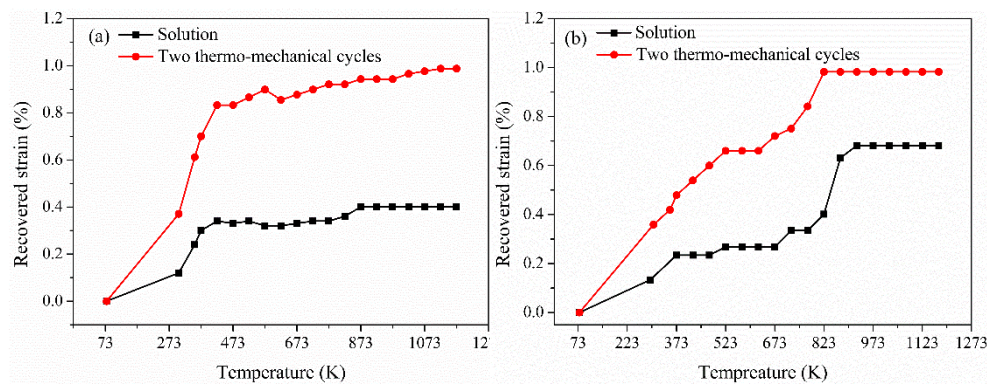 (a)
Solution
Two thermo-mechanical cycles
Recovered strain (%)
1.2
1.0
0.8
0.6
0.4
0.2
0.0
73 273 473 673 873 1073 12
Temperature (K)
(b)
Solution
Two thermo-mechanical cycles
Recovered strain (%)
1.2
1.0
0.8
0.6
0.4
0.2
0.0
73 223 373 523 673 823 973 1123 1273
Tempreature (K)